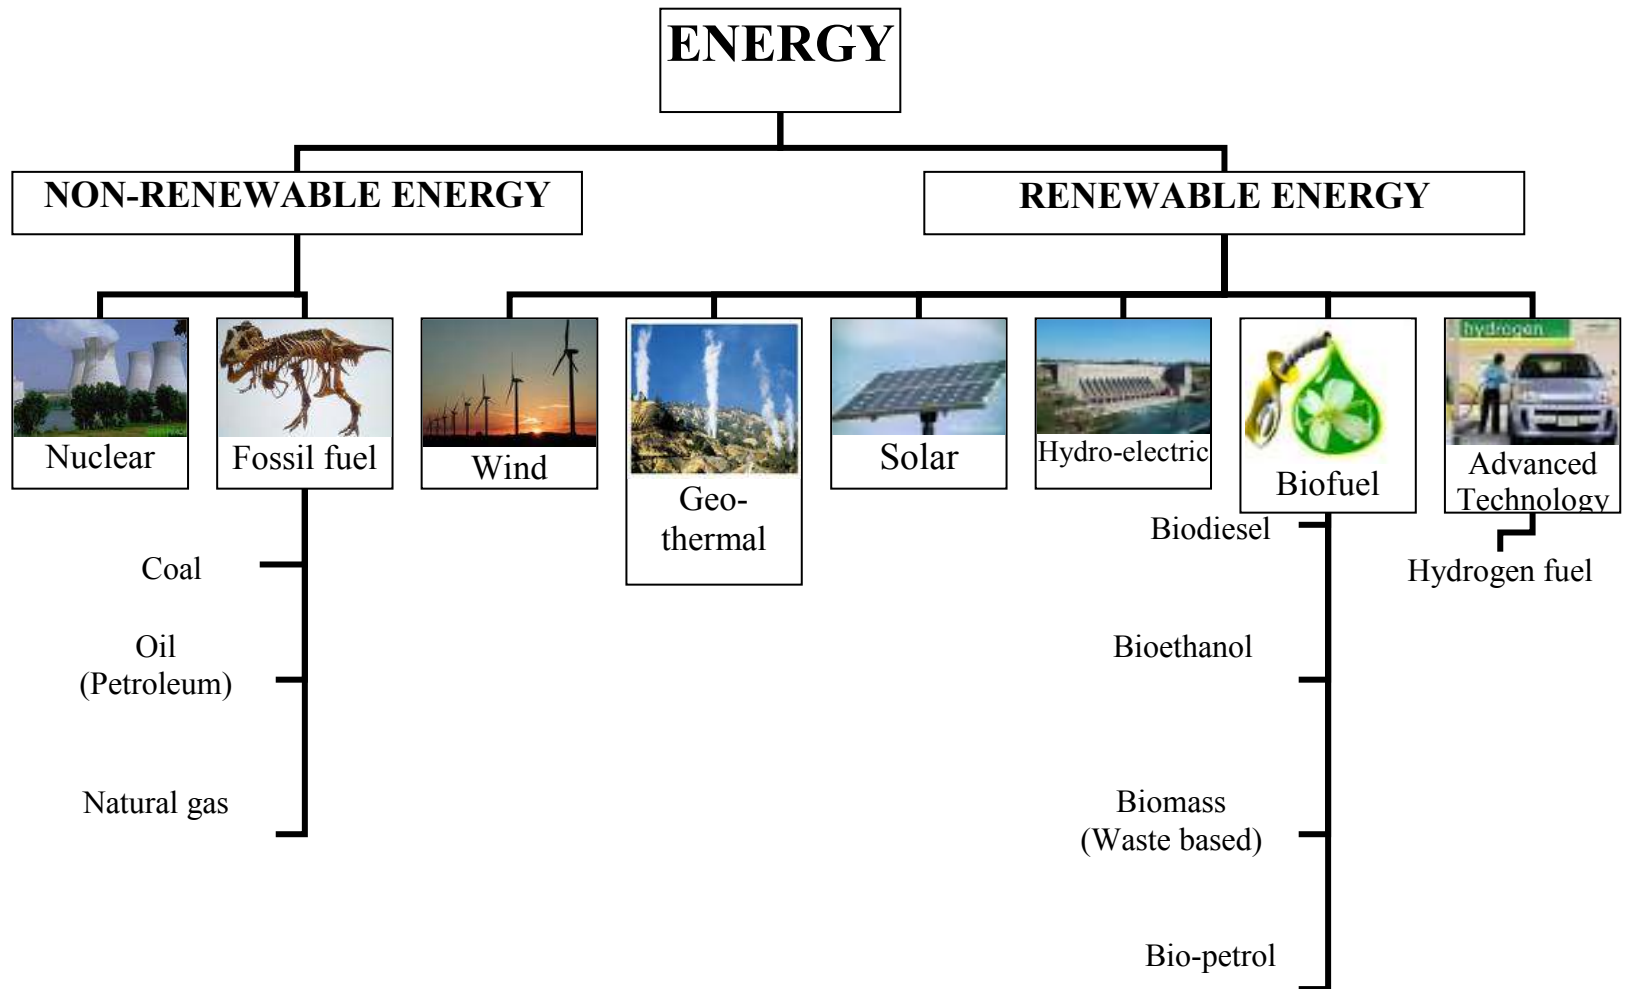 ENERGY
NON-RENEWABLE ENERGY
RENEWABLE ENERGY
Nuclear
Fossil fuel
Wind
Geo-
thermal
Solar
Hydro-electric
Biofuel
hydrogen
Advanced
Technology
Coal
Oil
(Petroleum)
Natural gas
Biodiesel
Bioethanol
Biomass
(Waste based)
Bio-petrol
Hydrogen fuel